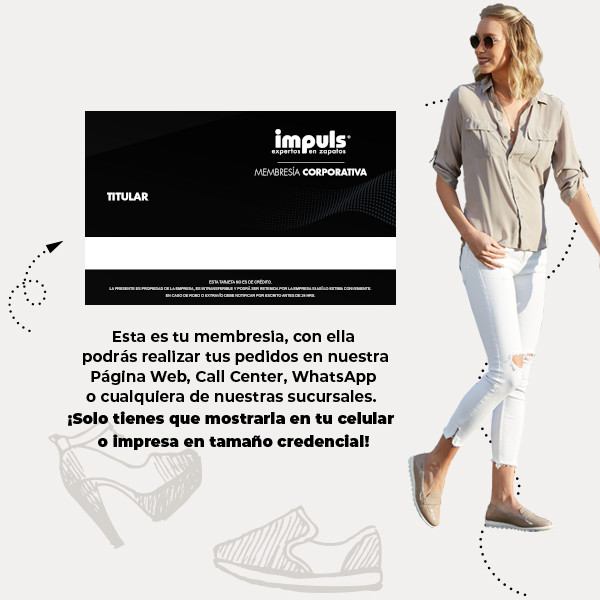 impuls®
expertos en zapatos
MEMBRESÍA CORPORATIVA
TITULAR
ESTA TARJETA NO ES DE CRÉDITO.
LA PRESENTE ES PROPIEDAD DE LA EMPRESA, ES INTRANSFERIBLE Y PODRÁ SER RETENIDA POR LA EMPRESA SI ASÍ LO ESTIMA CONVENIENTE.
EN CASO DE ROBO O EXTRAVÍO DEBE NOTIFICAR POR ESCRITO ANTES DE 24 HRS.
Esta es tu membresia, con ella
podrás realizar tus pedidos en nuestra
Página Web, Call Center, WhatsApp
o cualquiera de nuestras sucursales.
¡Solo tienes que mostrarla en tu celular
o impresa en tamaño credencial!